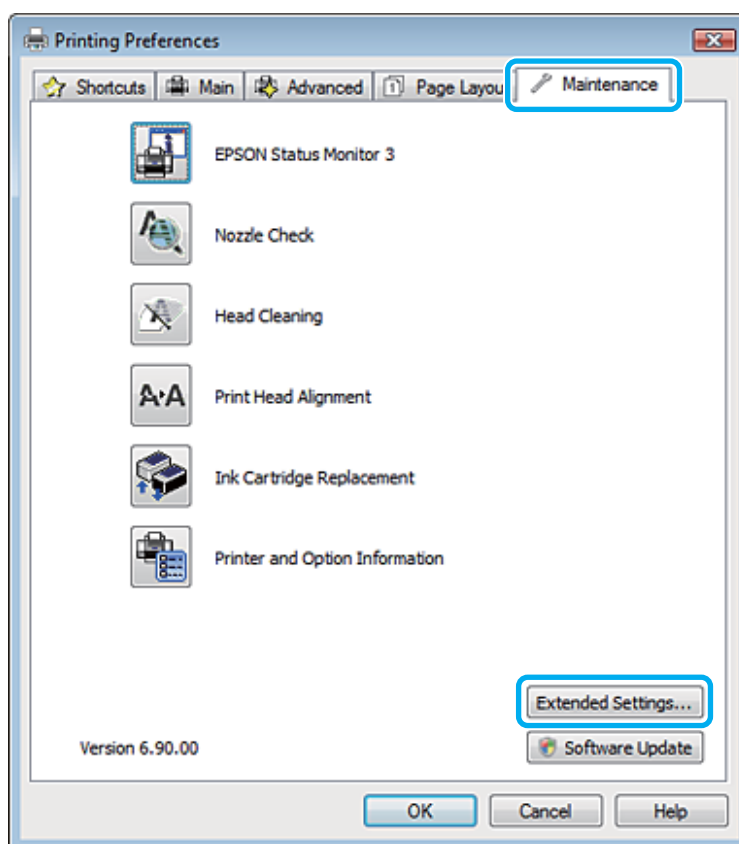 Printing Preferences
Shortcuts Main Advanced 1 Page Layou Maintenance
EPSON Status Monitor 3
Nozzle Check
Head Cleaning
A A Print Head Alignment
Ink Cartridge Replacement
Printer and Option Information
Extended Settings...
Version 6.90.00 Software Update
OK Cancel Help